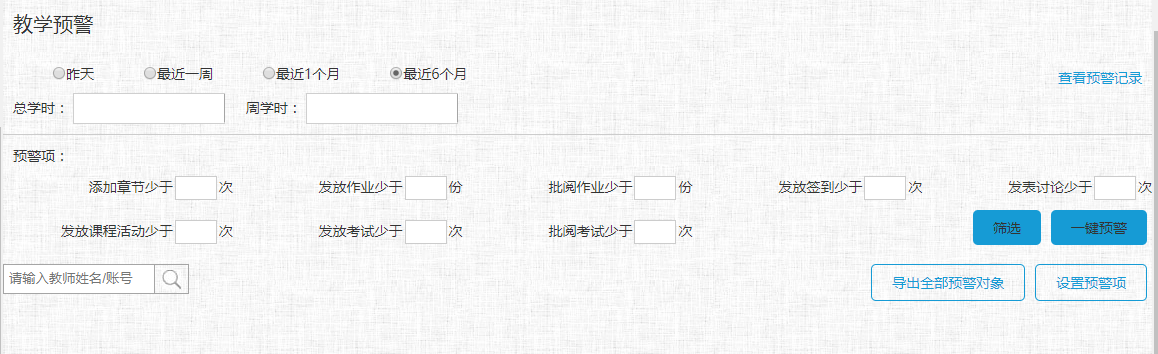 教学预警
昨天 最近一周 最近1个月 最近6个月
查看预警记录
总学时： 周学时：
预警项：
添加章节少于 次 发放作业少于 份 批阅作业少于 份 发放签到少于 次 发表讨论少于 次
发放课程活动少于 次 发放考试少于 次 批阅考试少于 次
筛选 一键预警
请输入教师姓名/账号 导出全部预警对象 设置预警项